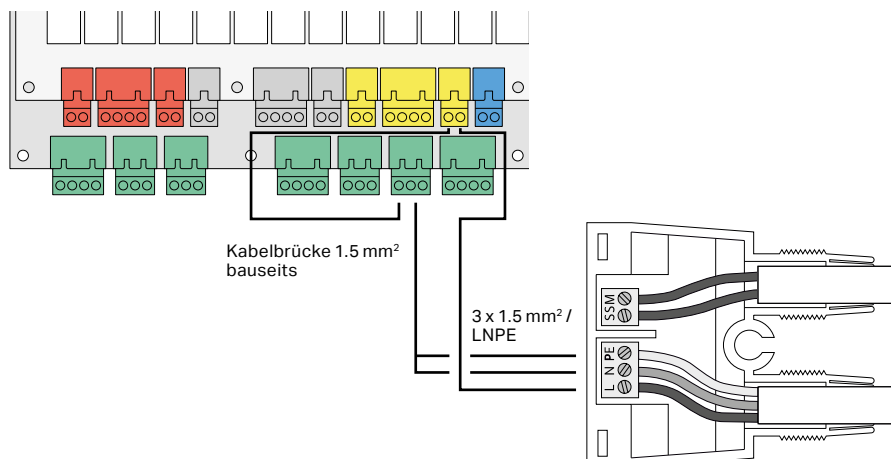 Kabelbrücke 1.5 mm²
bauseits
3 x 1.5 mm² /
LNPE
SSM
L N PE